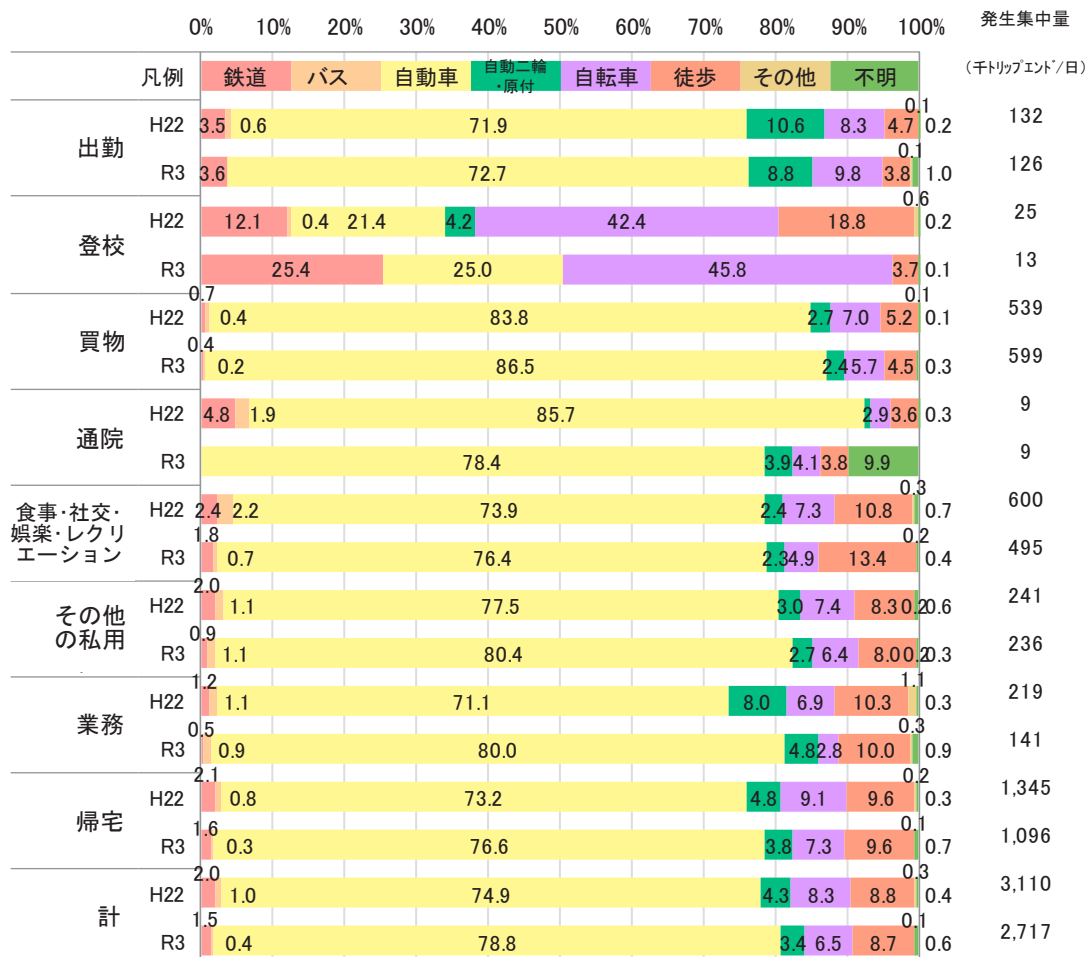 0% 10% 20% 30% 40% 50% 60% 70% 80% 90% 100% 発生集中量
(千トリップエンド/日)
凡例 鉄道 バス 自動車 自動二輪・原付 自転車 徒歩 その他 不明
出勤
H22 3.5 0.6 71.9 10.6 8.3 4.7 0.1 0.2 132
R3 3.6 72.7 8.8 9.8 3.8 0.1 1.0 126
登校
H22 12.1 0.4 21.4 4.2 42.4 18.8 0.6 0.2 25
R3 25.4 25.0 45.8 3.7 0.1 13
買物
H22 0.7 0.4 83.8 2.7 7.0 5.2 0.1 0.1 539
R3 0.4 0.2 86.5 2.4 5.7 4.5 0.3 599
通院
H22 4.8 1.9 85.7 2.9 3.6 0.3 9
R3 78.4 3.9 4.1 3.8 9.9 9
食事・社交・
娯楽・レクリ
エーション
H22 2.4 2.2 73.9 2.4 7.3 10.8 0.3 0.7 600
R3 1.8 0.7 76.4 2.3 4.9 13.4 0.2 0.4 495
その他
の私用
H22 2.0 1.1 77.5 3.0 7.4 8.3 0.2 0.6 241
R3 0.9 1.1 80.4 2.7 6.4 8.0 0.2 0.3 236
業務
H22 1.2 1.1 71.1 8.0 6.9 10.3 1.1 0.3 219
R3 0.5 0.9 80.0 4.8 2.8 10.0 0.3 0.9 141
帰宅
H22 2.1 0.8 73.2 4.8 9.1 9.6 0.2 0.3 1,345
R3 1.6 0.3 76.6 3.8 7.3 9.6 0.1 0.7 1,096
計
H22 2.0 1.0 74.9 4.3 8.3 8.8 0.3 0.4 3,110
R3 1.5 0.4 78.8 3.4 6.5 8.7 0.1 0.6 2,717